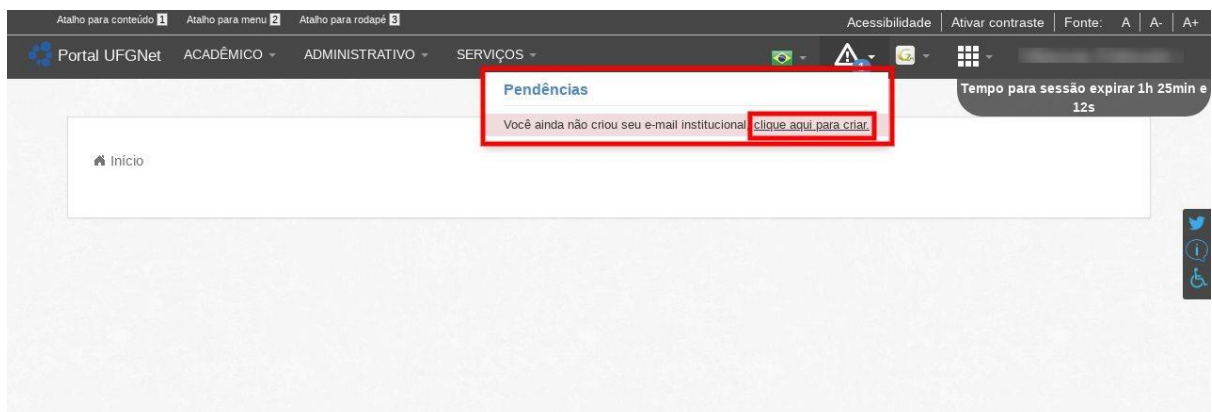 Atalho para conteúdo 1 Atalho para menu 2 Atalho para rodapé 3 Acessibilidade Ativar contraste Fonte: A A- A+
Portal UFGNet ACADÊMICO ADMINISTRATIVO SERVIÇOS 1 G
Pendências
Você ainda não criou seu e-mail institucional, clique aqui para criar.
Tempo para sessão expirar 1h 25min e
12s
Início